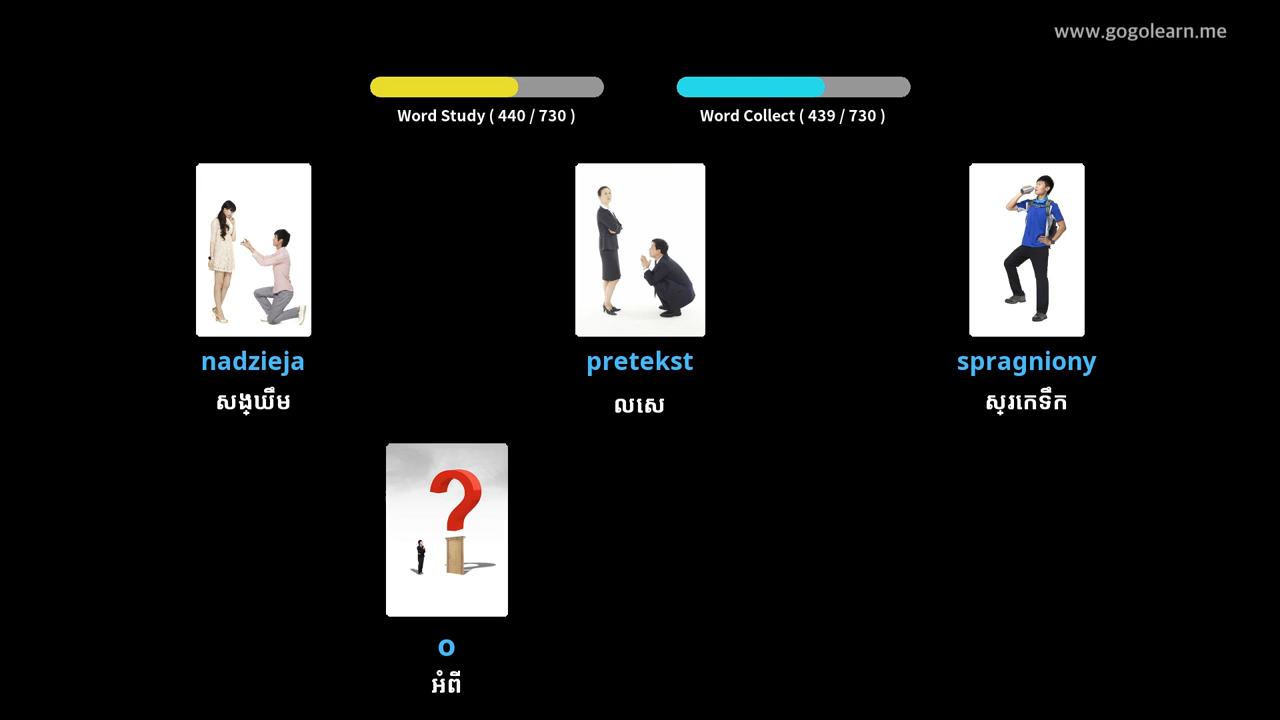 www.gogolearn.me
Word Study ( 440 / 730 )
Word Collect ( 439 / 730 )
nadzieja
pretekst
spragniony
សង្ឃឹម
លេស
ស្រេកទឹក
o
អំពី